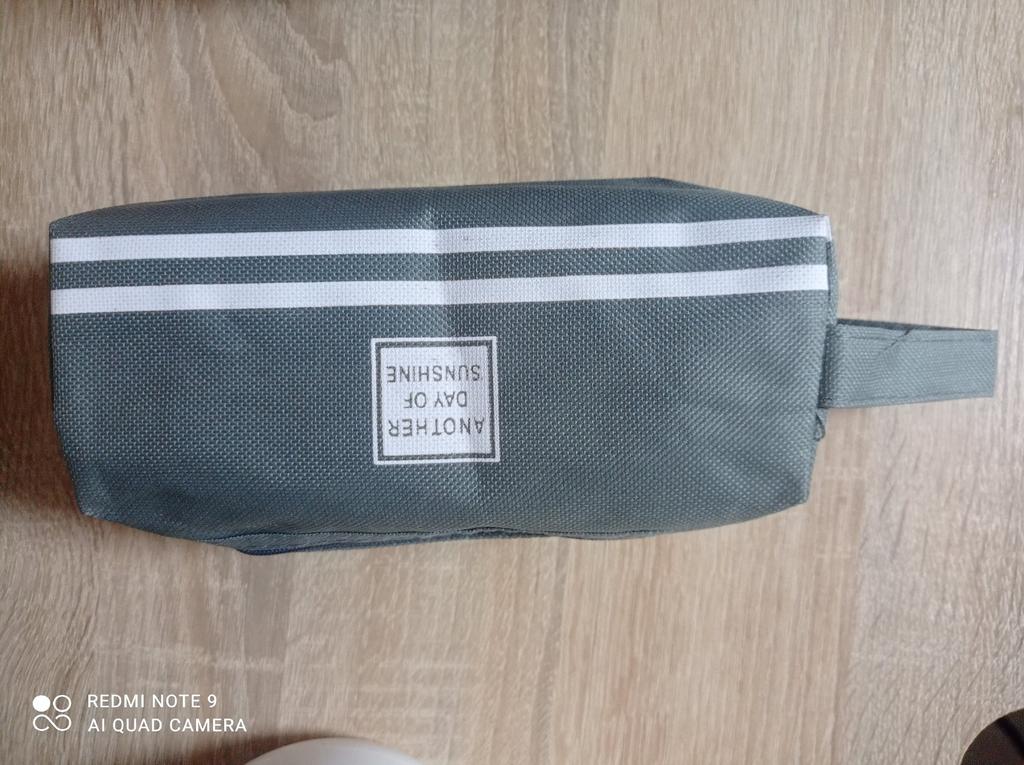 ANOTHER
DAY OF
SUNSHINE
REDMI NOTE 9
AI QUAD CAMERA